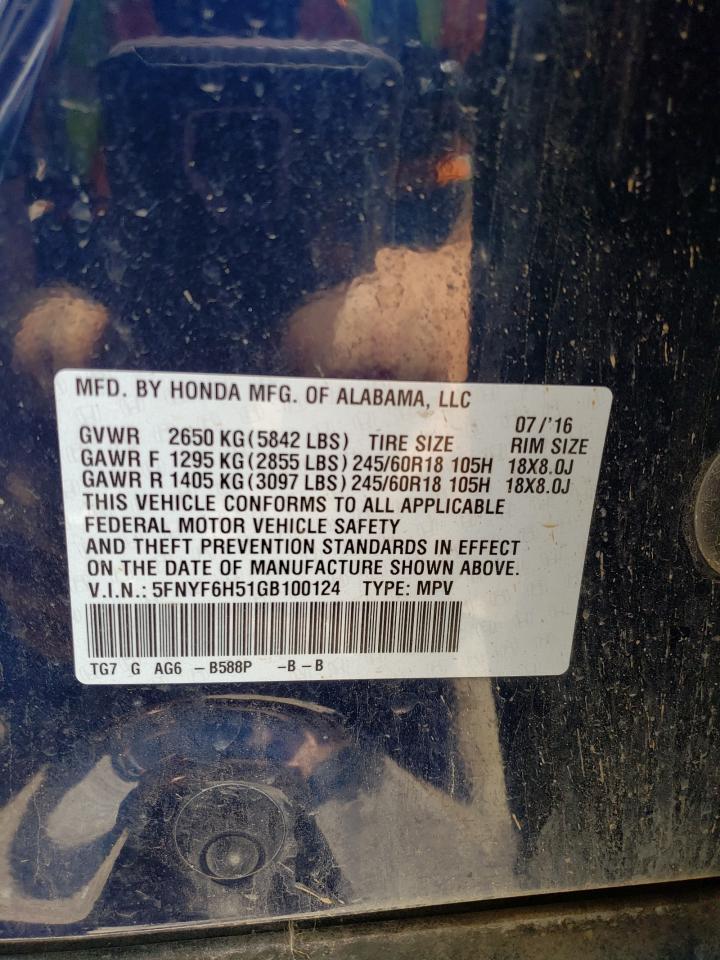 MFD. BY HONDA MFG. OF ALABAMA, LLC
07/'16
GVWR 2650 KG(5842 LBS) TIRE SIZE RIM SIZE
GAWR F 1295 KG(2855 LBS) 245/60R18 105H 18X8.0J
GAWR R 1405 KG(3097 LBS) 245/60R18 105H 18X8.0J
THIS VEHICLE CONFORMS TO ALL APPLICABLE
FEDERAL MOTOR VEHICLE SAFETY
AND THEFT PREVENTION STANDARDS IN EFFECT
ON THE DATE OF MANUFACTURE SHOWN ABOVE.
V.I.N.: 5FNYF6H51GB100124 TYPE: MPV
TG7 G AG6 -B588P -B-B